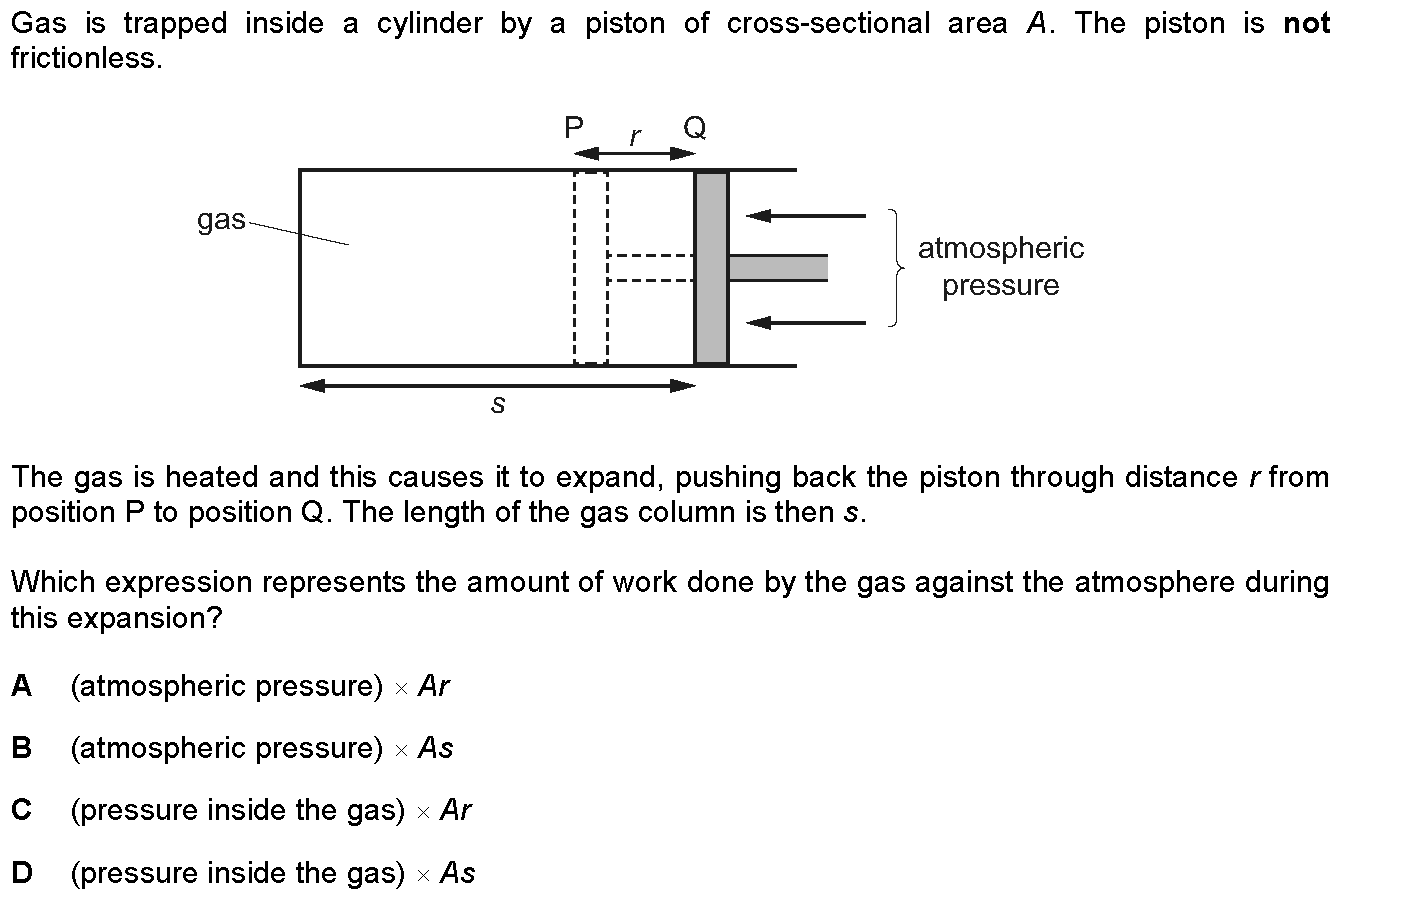 Gas is trapped inside a cylinder by a piston of cross-sectional area A. The piston is not
frictionless.
P r Q
gas
atmospheric
pressure
s
The gas is heated and this causes it to expand, pushing back the piston through distance r from
position P to position Q. The length of the gas column is then s.
Which expression represents the amount of work done by the gas against the atmosphere during
this expansion?
A (atmospheric pressure) × Ar
B (atmospheric pressure) × As
C (pressure inside the gas) × Ar
D (pressure inside the gas) × As